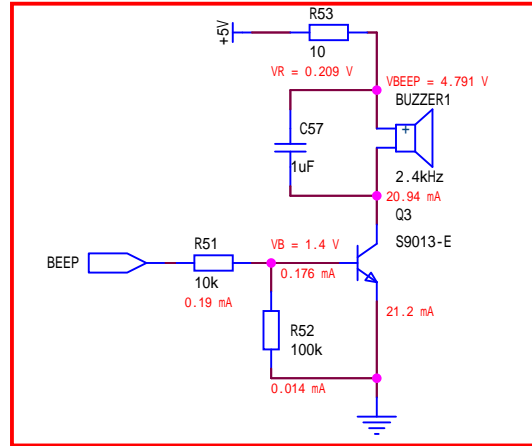 R53
+5V
10
VR = 0.209 V
VBEEP = 4.791 V
BUZZER1
+
C57
1uF
2.4kHz
20.94 mA
Q3
S9013-E
R51
VB = 1.4 V
BEEP
0.176 mA
10k
0.19 mA
21.2 mA
R52
100k
0.014 mA